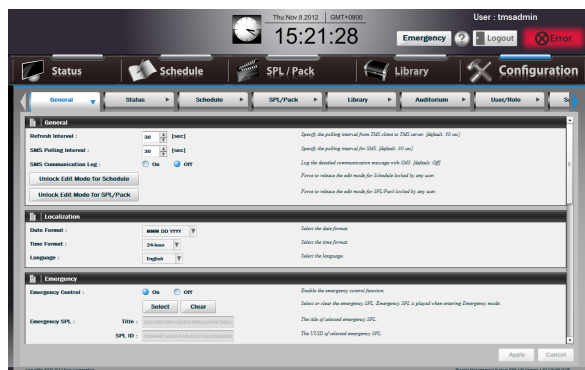 Thu.Nov.8.2012 GMT+0900
User : tmsadmin
15:21:28
Emergency ? Logout Error
Status Schedule SPL / Pack Library Configuration
General Status Schedule SPL/Pack Library Auditorium User/Role
General
Refresh Interval : 30 [sec] Specify the polling interval from TMS client to TMS server. [default: 30 sec]
SMS Polling Interval : 30 [sec] Specify the polling interval for SMS. [default: 10 sec]
SMS Communication Log : On Off Log the detailed communication message with SMS. [default: Off]
Unlock Edit Mode for Schedule Force to release the edit mode for Schedule locked by any user.
Unlock Edit Mode for SPL/Pack Force to release the edit mode for SPL/Pack locked by any user.
Localization
Date Format : MMM DD YYYY Select the date format.
Time Format : 24-hour Select the time format.
Language : English Select the language.
Emergency
Emergency Control : On Off Enable the emergency control function.
Select Clear Select or clear the emergency SPL. Emergency SPL is played when entering Emergency mode.
Emergency SPL : Title : The title of selected emergency SPL.
SPL ID : The UUID of selected emergency SPL.
Apply Cancel